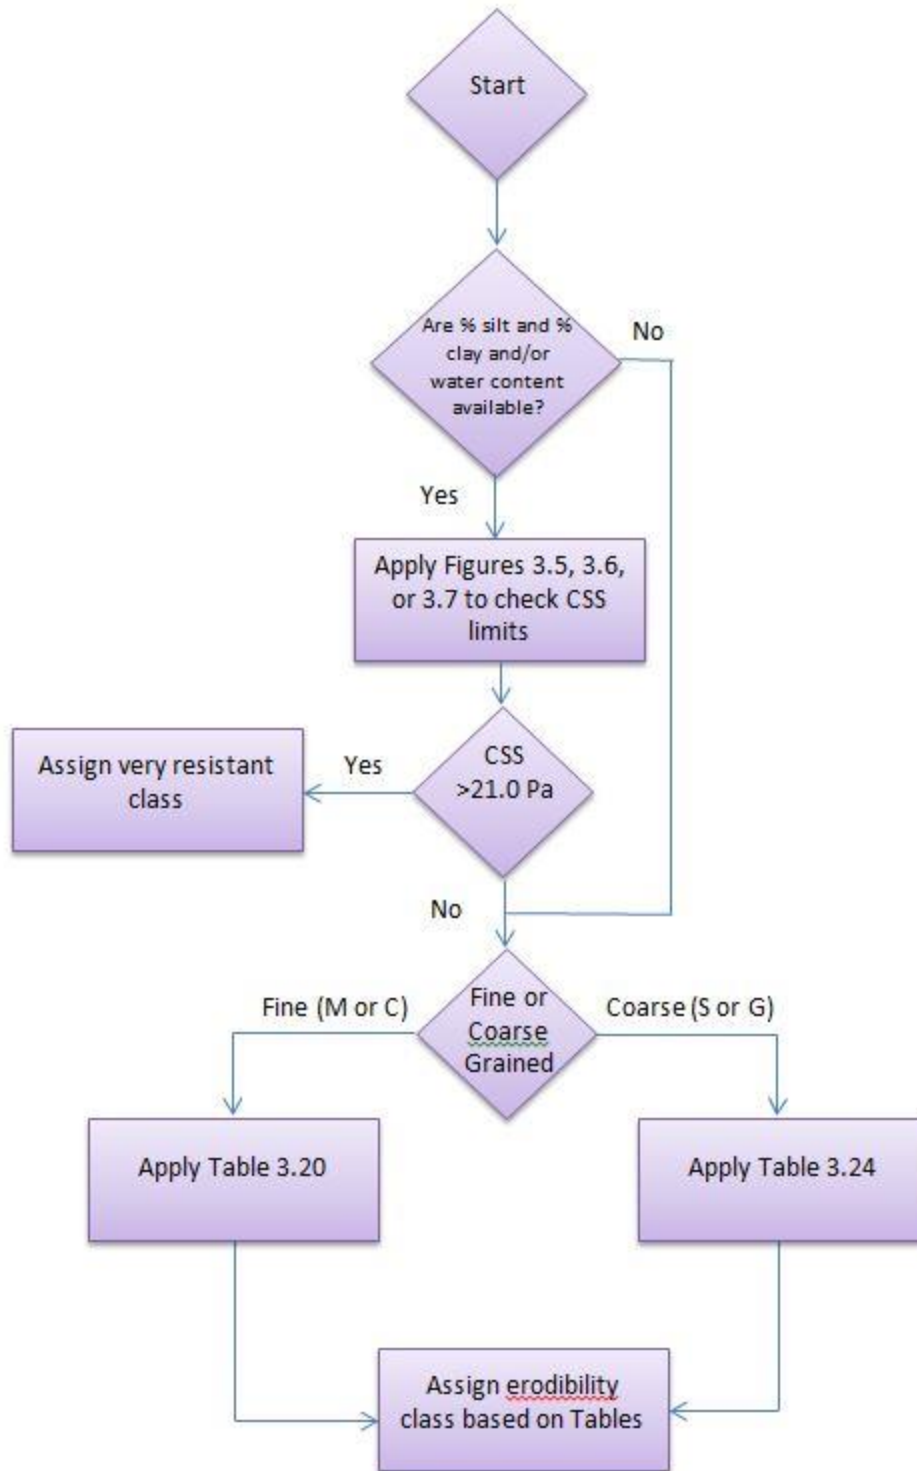 Start
Are % silt and %
clay and/or
water content
available?
No
Yes
Apply Figures 3.5, 3.6,
or 3.7 to check CSS
limits
CSS
>21.0 Pa
Yes
Assign very resistant
class
No
Fine or
Coarse
Grained
Fine (M or C)
Coarse (S or G)
Apply Table 3.20
Apply Table 3.24
Assign erodibility
class based on Tables